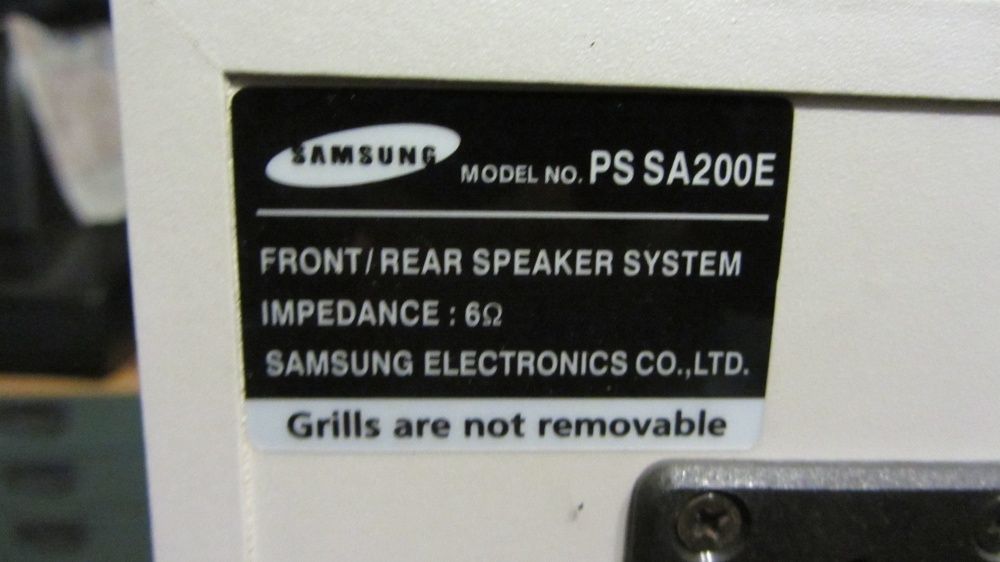 SAMSUNG MODEL NO. PS SA200E
FRONT/REAR SPEAKER SYSTEM
IMPEDANCE : 6Ω
SAMSUNG ELECTRONICS CO.,LTD.
Grills are not removable